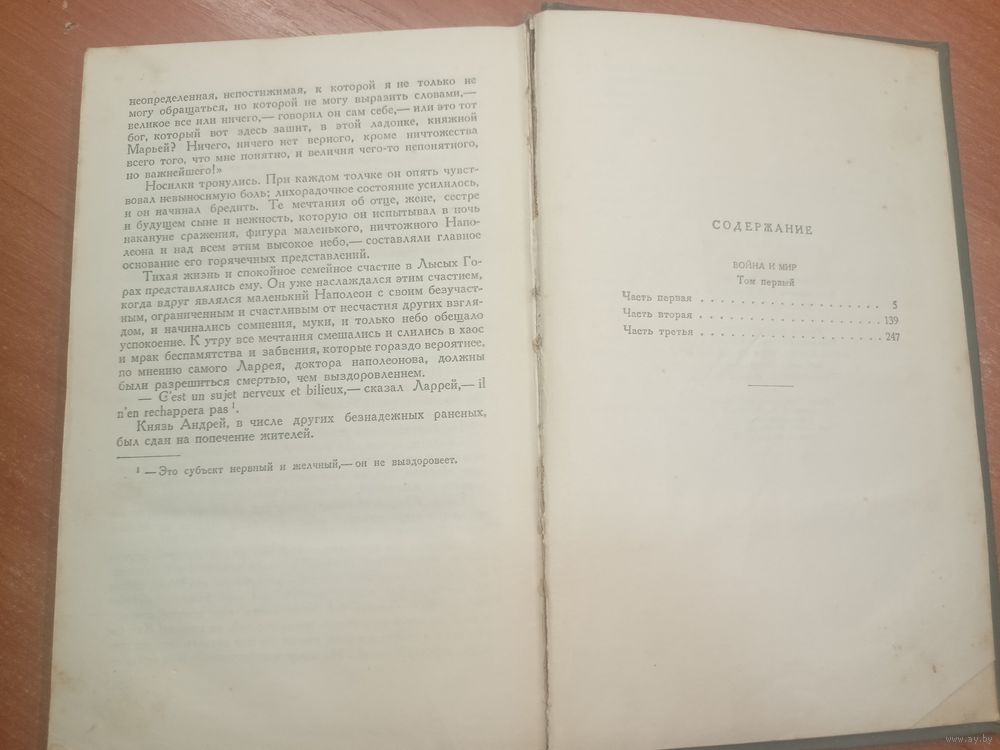 неопределенная, непостижимая, к которой я не только не
могу обращаться, но которой не могу выразить словами,—
великое все или ничего,— говорил он сам себе,— или это тот
бог, который вот здесь зашит, в этой ладонке, княжной
Марьей? Ничего, ничего нет верного, кроме ничтожества
всего того, что мне понятно, и величия чего-то непонятного,
но важнейшего!»
Носилки тронулись. При каждом толчке он опять чувст-
вовал невыносимую боль; лихорадочное состояние усилилось,
и он начинал бредить. Те мечтания об отце, жене, сестре
и будущем сыне и нежность, которую он испытывал в ночь
накануне сражения, фигура маленького, ничтожного Напо-
леона и над всем этим высокое небо,— составляли главное
основание его горячечных представлений.
Тихая жизнь и спокойное семейное счастие в Лысых Го-
рах представлялись ему. Он уже наслаждался этим счастием,
когда вдруг являлся маленький Наполеон с своим безучаст-
ным, ограниченным и счастливым от несчастия других взгля-
дом, и начинались сомнения, муки, и только небо обещало
успокоение. К утру все мечтания смешались и слились в хаос
и мрак беспамятства и забвения, которые гораздо вероятнее,
по мнению самого Ларрея, доктора наполеонова, должны
были разрешиться смертью, чем выздоровлением.
— C'est un sujet nerveux et bilieux,— сказал Ларрей,— il
n'en rechappera pas ¹.
Князь Андрей, в числе других безнадежных раненых,
был сдан на попечение жителей.
¹ — Это субъект нервный и желчный,— он не выздоровеет.
СОДЕРЖАНИЕ
ВОЙНА И МИР
Том первый
Часть первая . . . . . . . . . . . . . . . . . . . 5
Часть вторая . . . . . . . . . . . . . . . . . . . 139
Часть третья . . . . . . . . . . . . . . . . . . . 247
www.ay.by